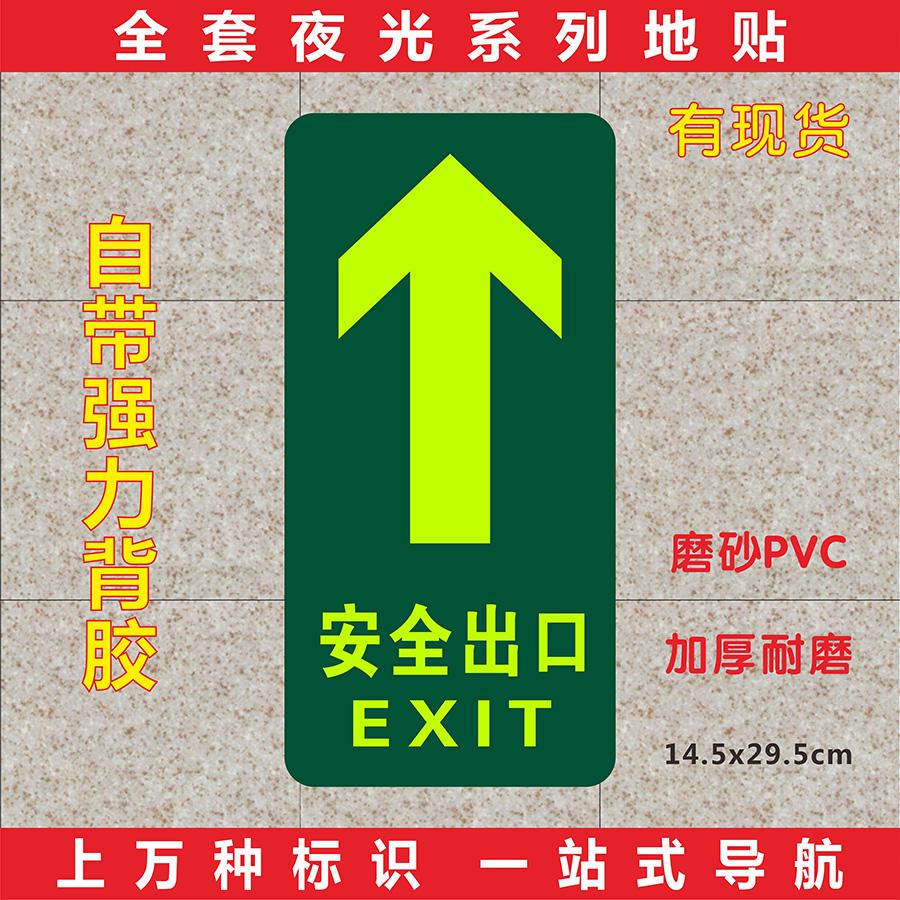 全套夜光系列地贴
有现货
自带强力背胶
安全出口
EXIT
磨砂PVC
加厚耐磨
14.5x29.5cm
上万种标识 一站式导航